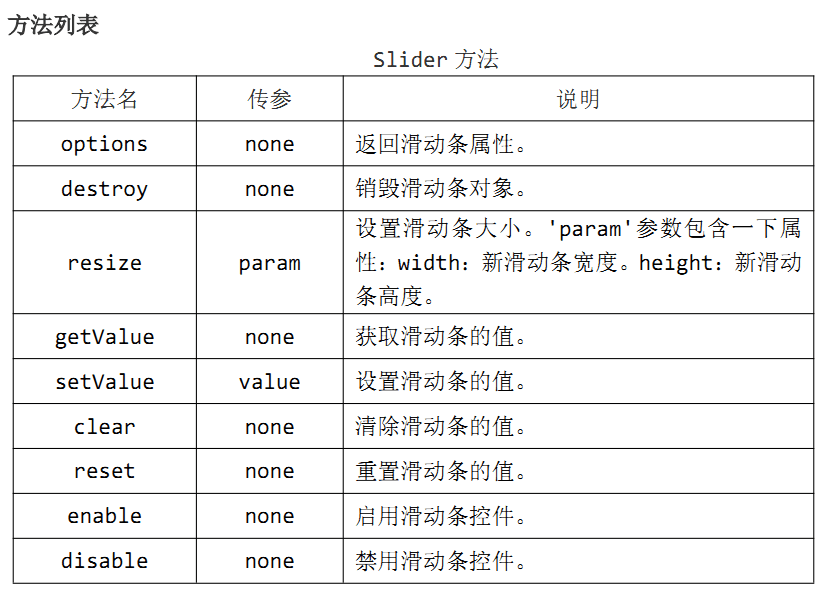 方法列表
Slider 方法
方法名 传参 说明
options none 返回滑动条属性。
destroy none 销毁滑动条对象。
resize param 设置滑动条大小。'param'参数包含一下属
性：width：新滑动条宽度。height：新滑动
条高度。
getValue none 获取滑动条的值。
setValue value 设置滑动条的值。
clear none 清除滑动条的值。
reset none 重置滑动条的值。
enable none 启用滑动条控件。
disable none 禁用滑动条控件。